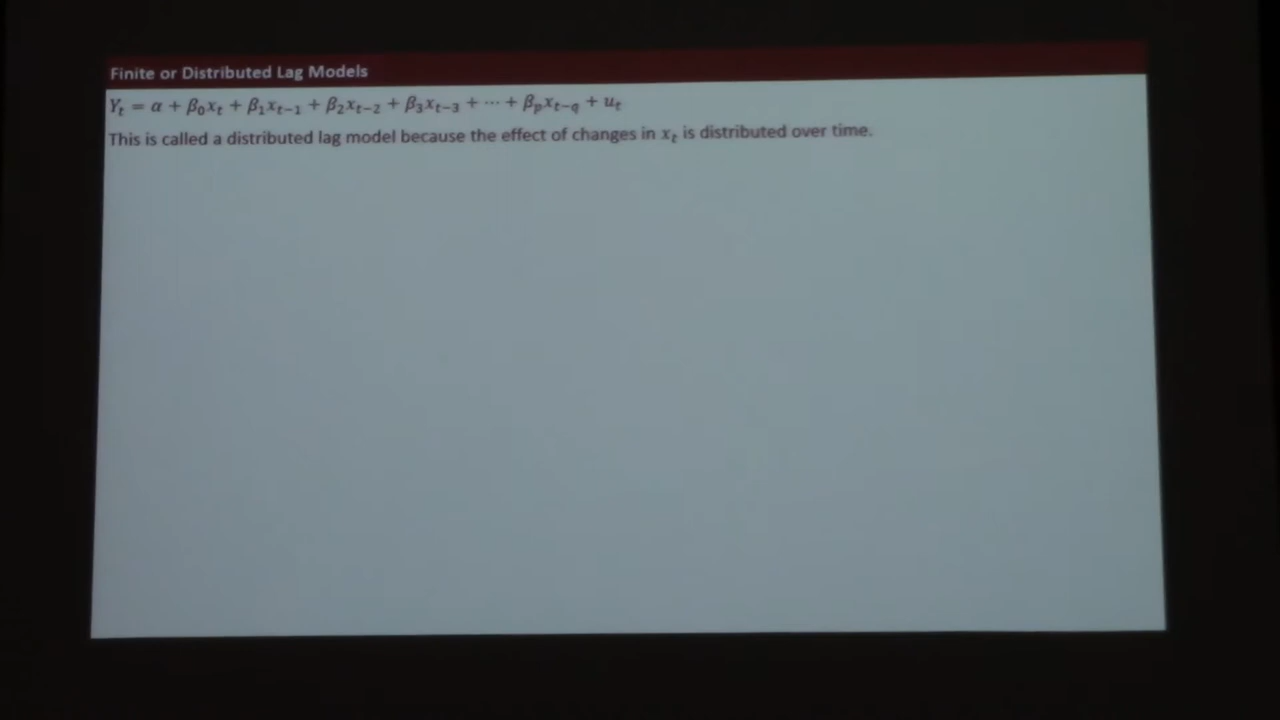 Finite or Distributed Lag Models
Yₜ = α + β₀xₜ + β₁xₜ₋₁ + β₂xₜ₋₂ + β₃xₜ₋₃ + ⋯ + βₚxₜ₋q + uₜ
This is called a distributed lag model because the effect of changes in xₜ is distributed over time.